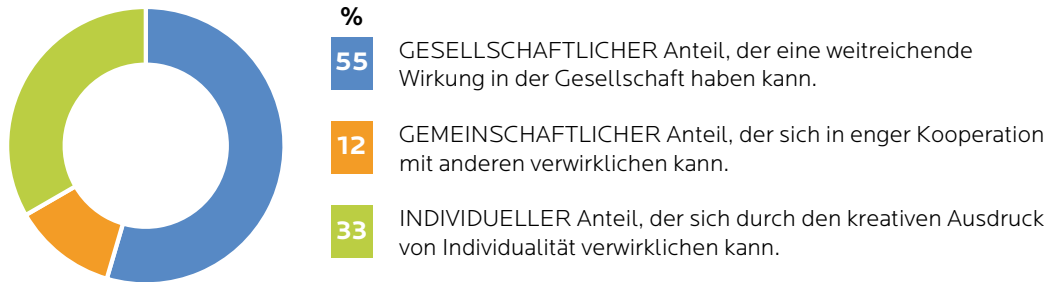 %
55
GESELLSCHAFTLICHER Anteil, der eine weitreichende
Wirkung in der Gesellschaft haben kann.
12
GEMEINSCHAFTLICHER Anteil, der sich in enger Kooperation
mit anderen verwirklichen kann.
33
INDIVIDUELLER Anteil, der sich durch den kreativen Ausdruck
von Individualität verwirklichen kann.